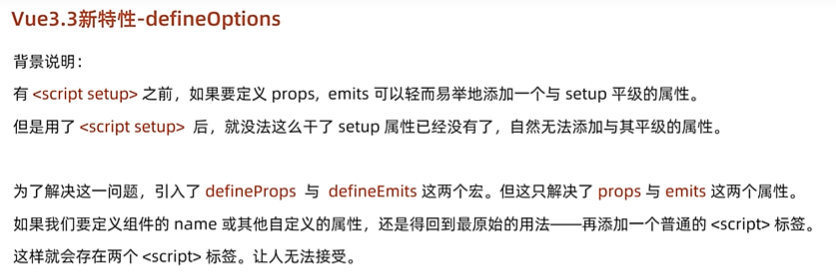 Vue3.3新特性-defineOptions
背景说明：
有 <script setup> 之前，如果要定义 props, emits 可以轻而易举地添加一个与 setup 平级的属性。
但是用了 <script setup> 后，就没法这么干了 setup 属性已经没有了，自然无法添加与其平级的属性。
为了解决这一问题，引入了 defineProps 与 defineEmits 这两个宏。但这只解决了 props 与 emits 这两个属性。
如果我们要定义组件的 name 或其他自定义的属性，还是得回到最原始的用法——再添加一个普通的 <script> 标签。
这样就会存在两个 <script> 标签。让人无法接受。